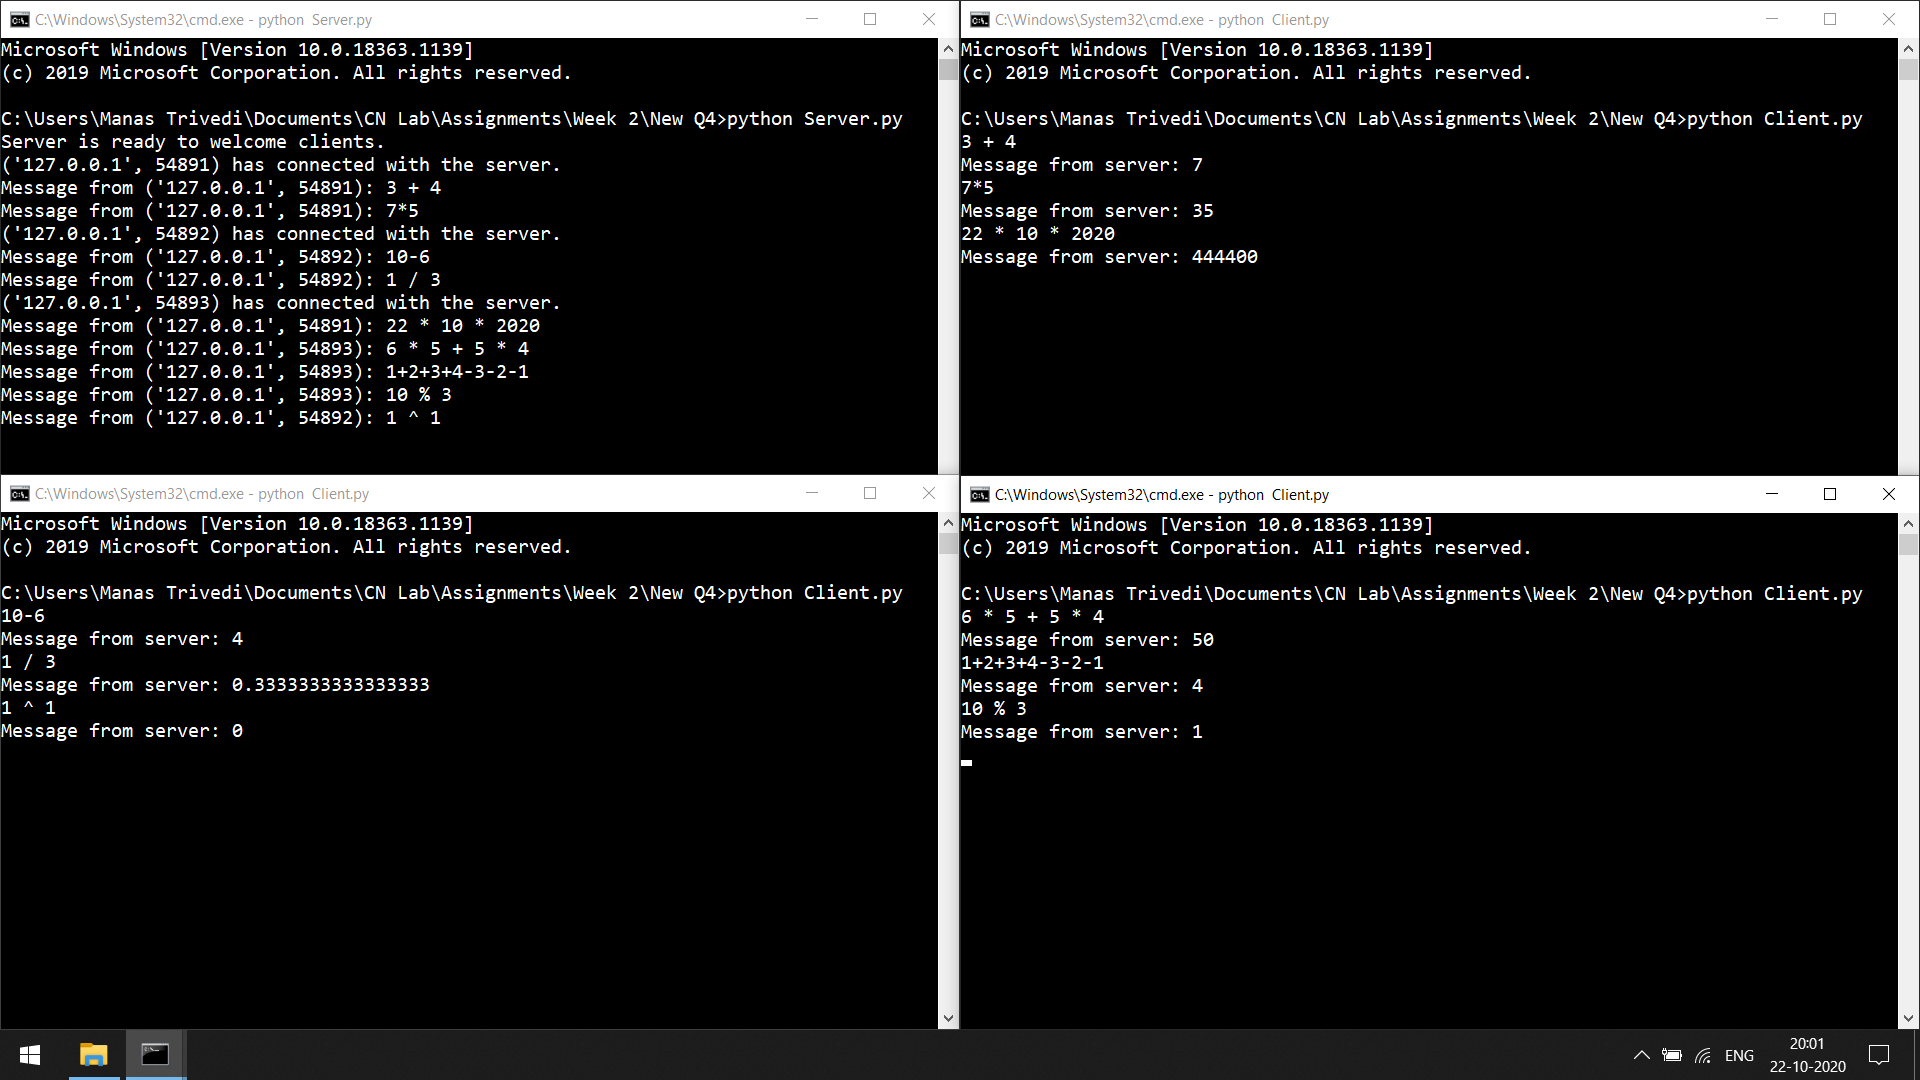 C:\Windows\System32\cmd.exe - python  Server.py
Microsoft Windows [Version 10.0.18363.1139]
(c) 2019 Microsoft Corporation. All rights reserved.
C:\Users\Manas Trivedi\Documents\CN Lab\Assignments\Week 2\New Q4>python Server.py
Server is ready to welcome clients.
('127.0.0.1', 54891) has connected with the server.
Message from ('127.0.0.1', 54891): 3 + 4
Message from ('127.0.0.1', 54891): 7*5
('127.0.0.1', 54892) has connected with the server.
Message from ('127.0.0.1', 54892): 10-6
Message from ('127.0.0.1', 54892): 1 / 3
('127.0.0.1', 54893) has connected with the server.
Message from ('127.0.0.1', 54891): 22 * 10 * 2020
Message from ('127.0.0.1', 54893): 6 * 5 + 5 * 4
Message from ('127.0.0.1', 54893): 1+2+3+4-3-2-1
Message from ('127.0.0.1', 54893): 10 % 3
Message from ('127.0.0.1', 54892): 1 ^ 1
C:\Windows\System32\cmd.exe - python  Client.py
Microsoft Windows [Version 10.0.18363.1139]
(c) 2019 Microsoft Corporation. All rights reserved.
C:\Users\Manas Trivedi\Documents\CN Lab\Assignments\Week 2\New Q4>python Client.py
3 + 4
Message from server: 7
7*5
Message from server: 35
22 * 10 * 2020
Message from server: 444400
C:\Windows\System32\cmd.exe - python  Client.py
Microsoft Windows [Version 10.0.18363.1139]
(c) 2019 Microsoft Corporation. All rights reserved.
C:\Users\Manas Trivedi\Documents\CN Lab\Assignments\Week 2\New Q4>python Client.py
10-6
Message from server: 4
1 / 3
Message from server: 0.3333333333333333
1 ^ 1
Message from server: 0
C:\Windows\System32\cmd.exe - python  Client.py
Microsoft Windows [Version 10.0.18363.1139]
(c) 2019 Microsoft Corporation. All rights reserved.
C:\Users\Manas Trivedi\Documents\CN Lab\Assignments\Week 2\New Q4>python Client.py
6 * 5 + 5 * 4
Message from server: 50
1+2+3+4-3-2-1
Message from server: 4
10 % 3
Message from server: 1
ENG
20:01
22-10-2020